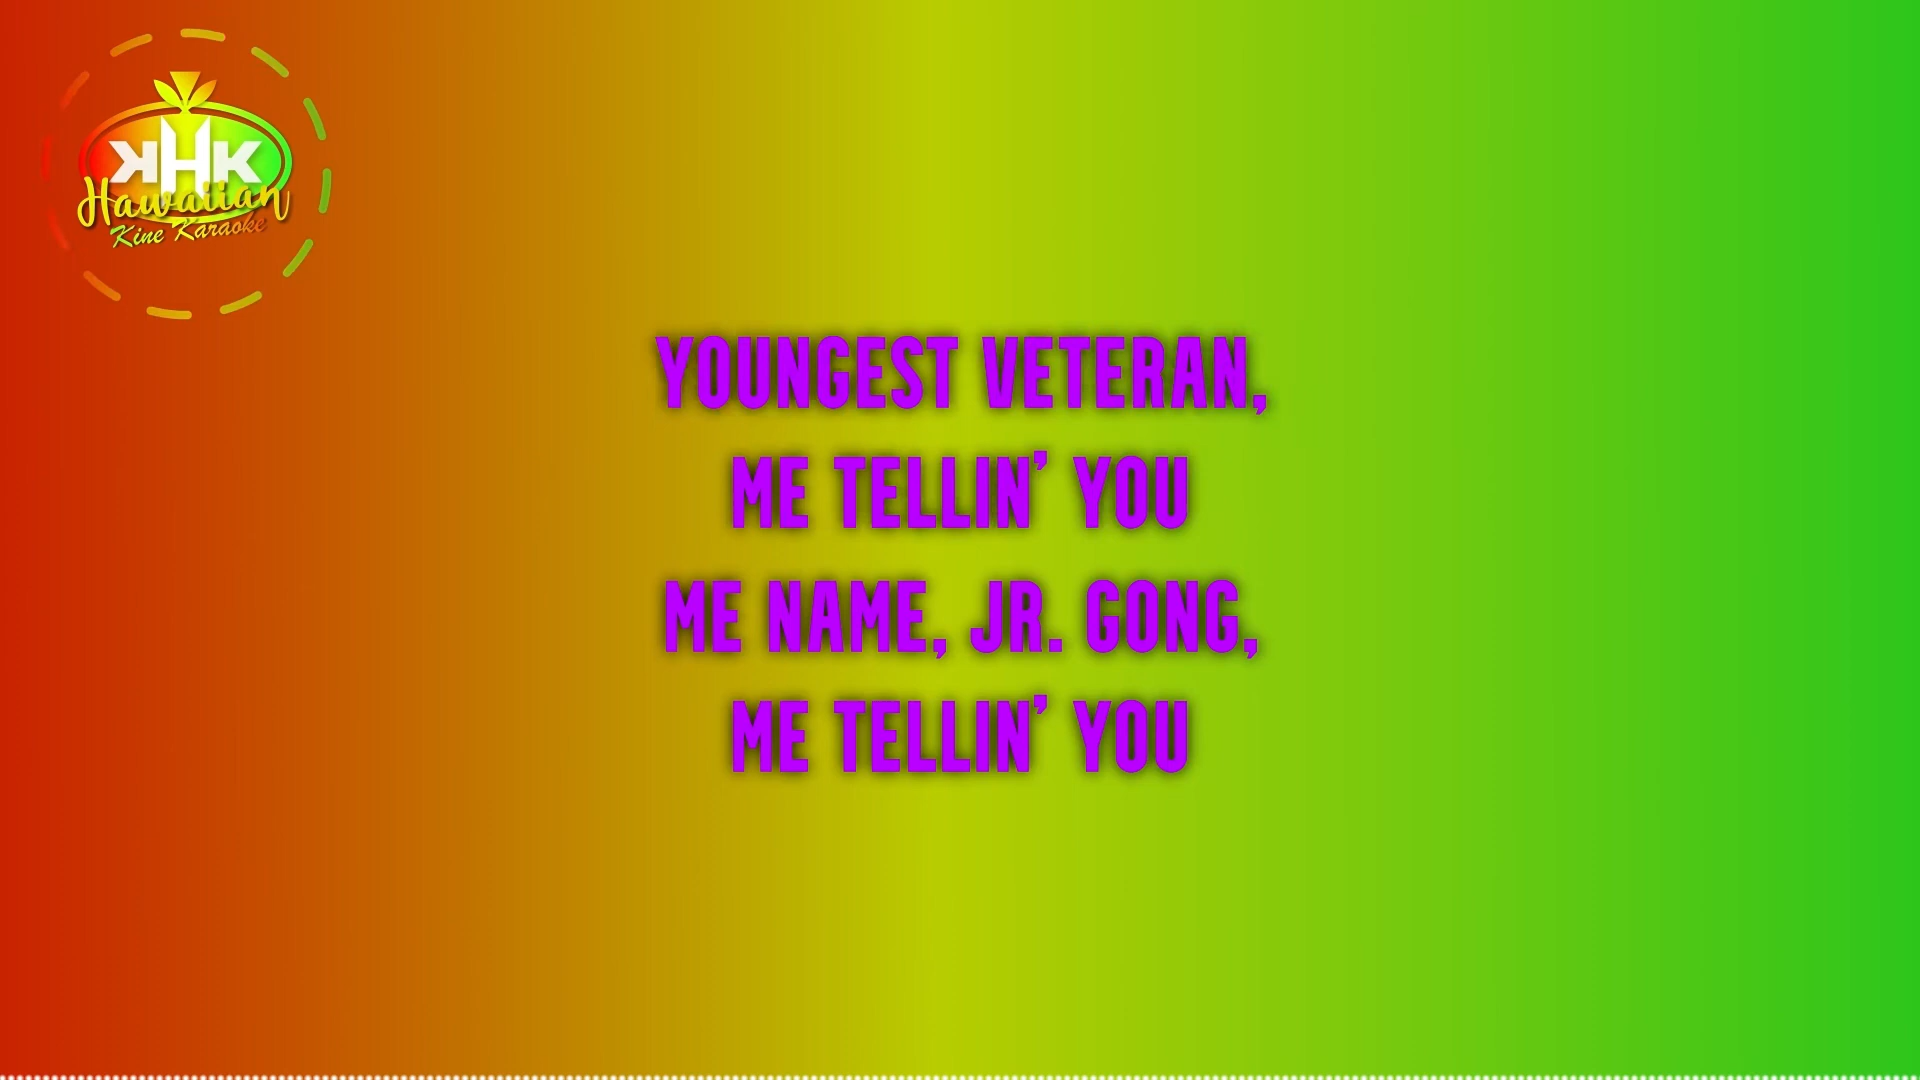 KHK
Hawaiian
Kine Karaoke
YOUNGEST VETERAN,
ME TELLIN' YOU
ME NAME, JR. GONG,
ME TELLIN' YOU